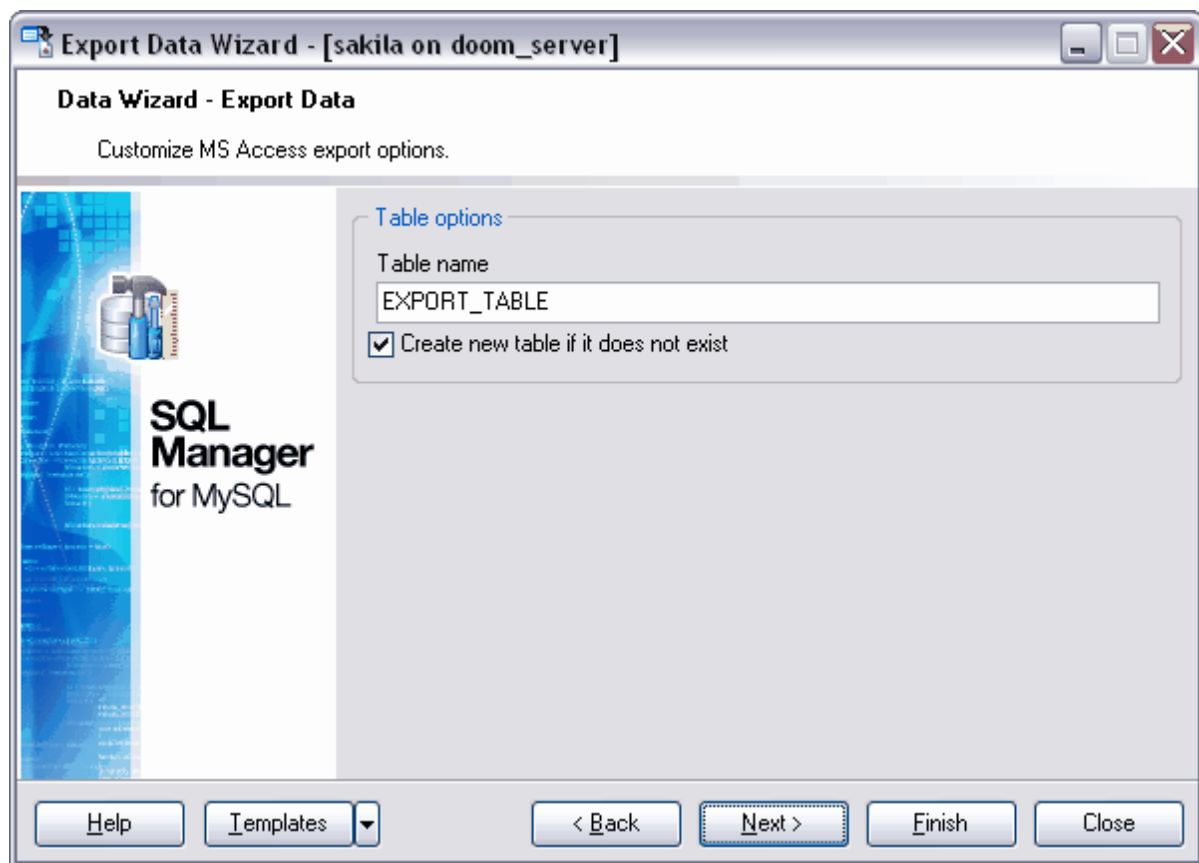 Export Data Wizard - [sakila on doom_server]
Data Wizard - Export Data
Customize MS Access export options.
Table options
Table name
EXPORT_TABLE
Create new table if it does not exist
SQL
Manager
for MySQL
Help
Templates
< Back
Next >
Finish
Close